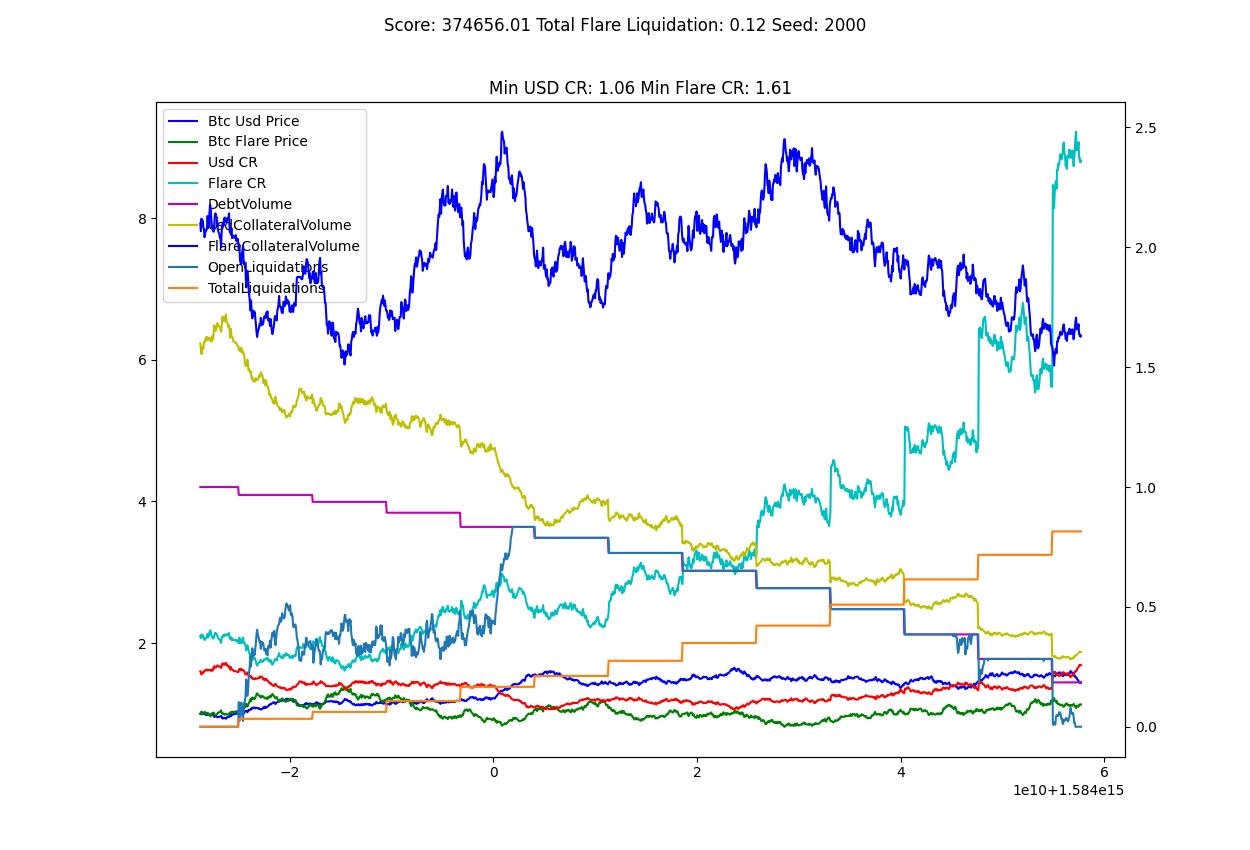 Score: 374656.01 Total Flare Liquidation: 0.12 Seed: 2000
Min USD CR: 1.06 Min Flare CR: 1.61
Btc Usd Price
Btc Flare Price
Usd CR
Flare CR
DebtVolume
UsdCollateralVolume
FlareCollateralVolume
OpenLiquidations
TotalLiquidations
8
6
4
2
2.5
2.0
1.5
1.0
0.5
0.0
−2
0
2
4
6
1e10+1.584e15